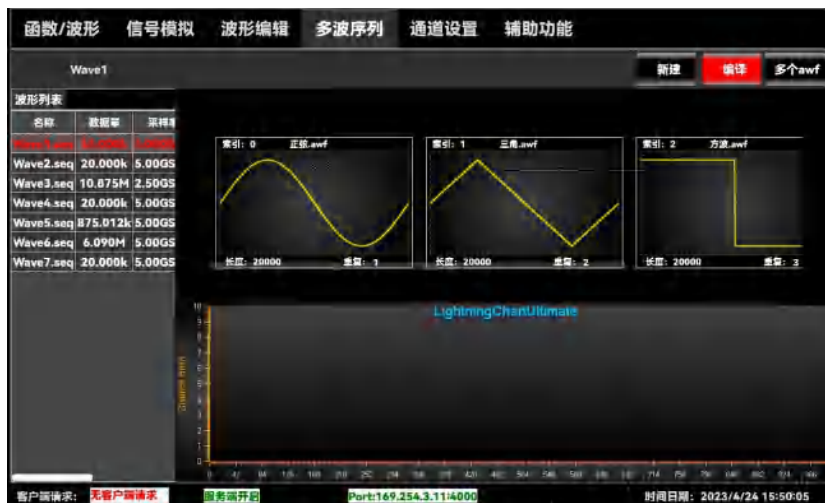 函数/波形 信号模拟 波形编辑 多波序列 通道设置 辅助功能
Wave1 新建 编译 多个awf
波形列表
名称 数据量 采样率
Wave2.seq 20.000k 5.00GS
Wave3.seq 10.875M 2.50GS
Wave4.seq 20.000k 5.00GS
Wave5.seq 875.012k 5.00GS
Wave6.seq 6.090M 5.00GS
Wave7.seq 20.000k 5.00GS
索引: 0 正弦.awf
长度: 20000 重复: 1
索引: 1 三角.awf
长度: 20000 重复: 2
索引: 2 方波.awf
长度: 20000 重复: 3
LightningChartUltimate
10
客户端请求: 无客户端请求 服务端开启 Port:169.254.3.11:4000 时间日期: 2023/4/24 15:50:05